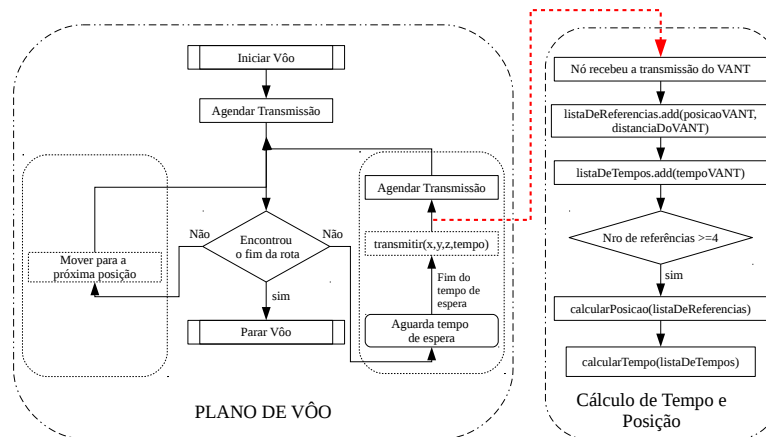 Iniciar Vôo
Agendar Transmissão
Não
Encontrou
o fim da rota
Não
sim
Parar Vôo
Mover para a
próxima posição
Agendar Transmissão
transmitir(x,y,z,tempo)
Fim do
tempo de
espera
Aguarda tempo
de espera
PLANO DE VÔO
Nó recebeu a transmissão do VANT
listaDeReferencias.add(posicaoVANT,
distanciaDoVANT)
listaDeTempos.add(tempoVANT)
Nro de referências >=4
sim
calcularPosicao(listaDeReferencias)
calcularTempo(listaDeTempos)
Cálculo de Tempo e
Posição